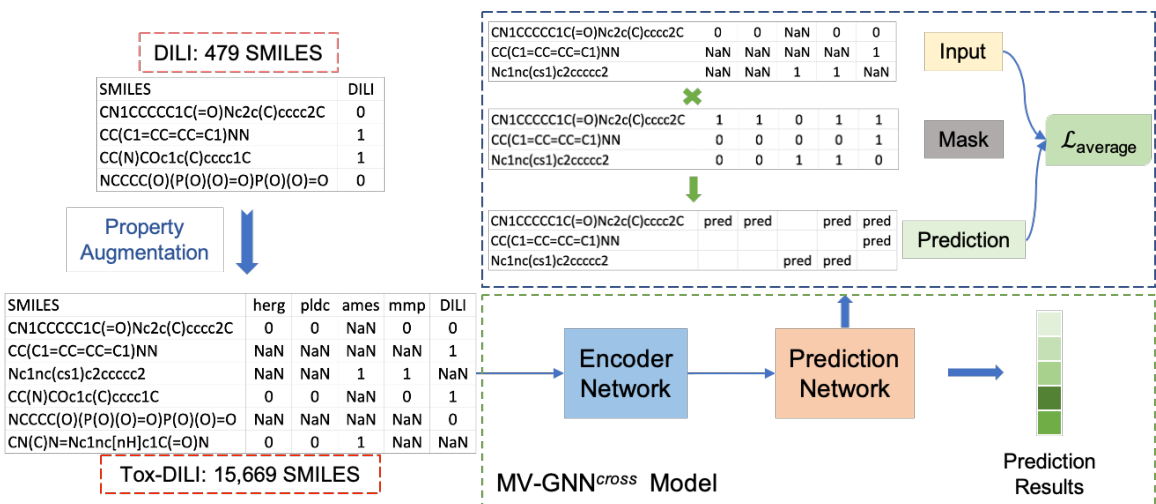 DILI: 479 SMILES
SMILES DILI
CN1CCCCC1C(=O)Nc2c(C)cccc2C 0
CC(C1=CC=CC=C1)NN 1
CC(N)COc1c(C)cccc1C 1
NCCCC(O)(P(O)(O)=O)P(O)(O)=O 0
Property
Augmentation
SMILES herg pldc ames mmp DILI
CN1CCCCC1C(=O)Nc2c(C)cccc2C 0 0 NaN 0 0
CC(C1=CC=CC=C1)NN NaN NaN NaN NaN 1
Nc1nc(cs1)c2ccccc2 NaN NaN 1 1 NaN
CC(N)COc1c(C)cccc1C 0 0 NaN 0 1
NCCCC(O)(P(O)(O)=O)P(O)(O)=O NaN NaN NaN NaN 0
CN(C)N=Nc1nc[nH]c1C(=O)N 0 0 1 NaN NaN
Tox-DILI: 15,669 SMILES
CN1CCCCC1C(=O)Nc2c(C)cccc2C 0 0 NaN 0 0
CC(C1=CC=CC=C1)NN NaN NaN NaN NaN 1
Nc1nc(cs1)c2ccccc2 NaN NaN 1 1 NaN
CN1CCCCC1C(=O)Nc2c(C)cccc2C 1 1 0 1 1
CC(C1=CC=CC=C1)NN 0 0 0 0 1
Nc1nc(cs1)c2ccccc2 0 0 1 1 0
CN1CCCCC1C(=O)Nc2c(C)cccc2C pred pred pred pred
CC(C1=CC=CC=C1)NN pred
Nc1nc(cs1)c2ccccc2 pred pred
Input
Mask
Prediction
ℒaverage
Encoder
Network
Prediction
Network
Prediction
Results
MV-GNNcross Model